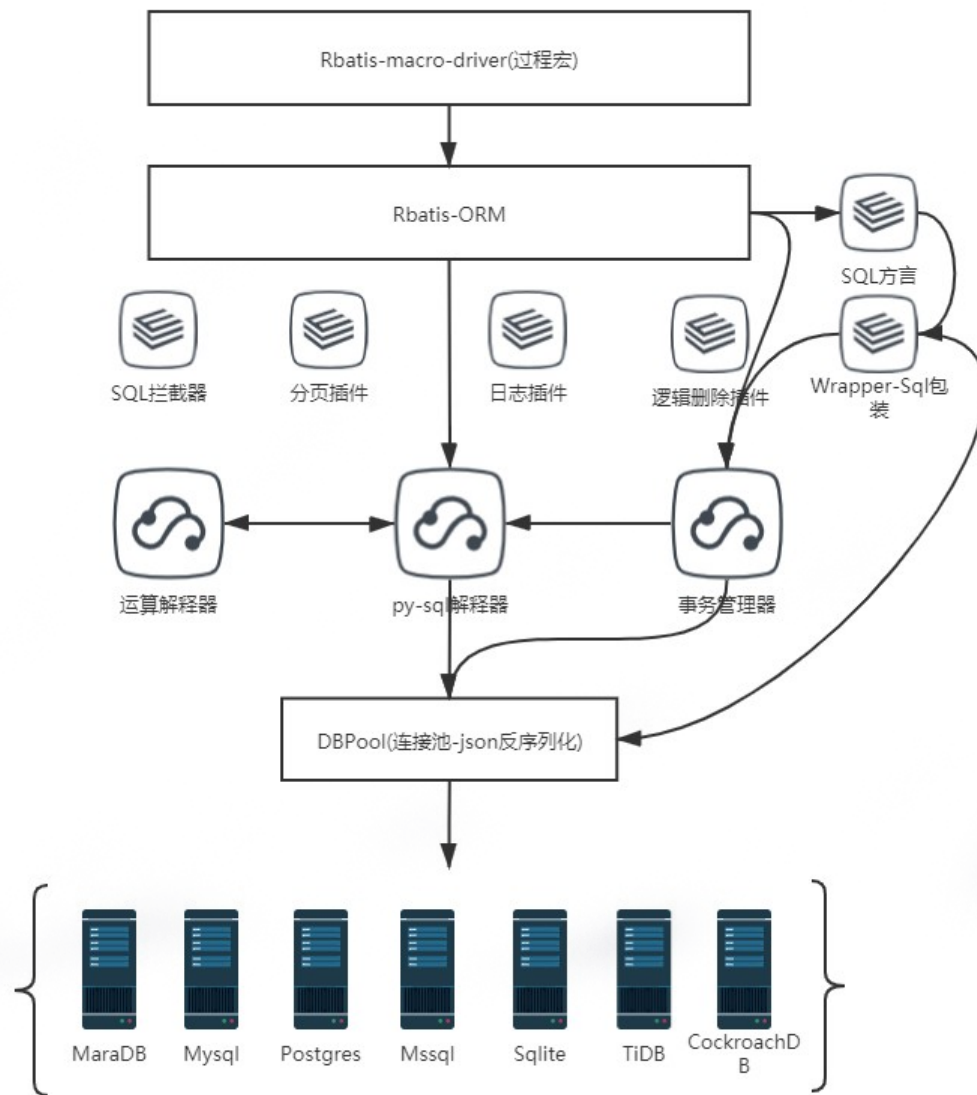 Rbatis-macro-driver(过程宏)
Rbatis-ORM
SQL方言
SQL拦截器
分页插件
日志插件
逻辑删除插件
Wrapper-Sql包
装
运算解释器
py-sql解释器
事务管理器
DBPool(连接池-json反序列化)
MaraDB
Mysql
Postgres
Mssql
Sqlite
TiDB
CockroachD
B